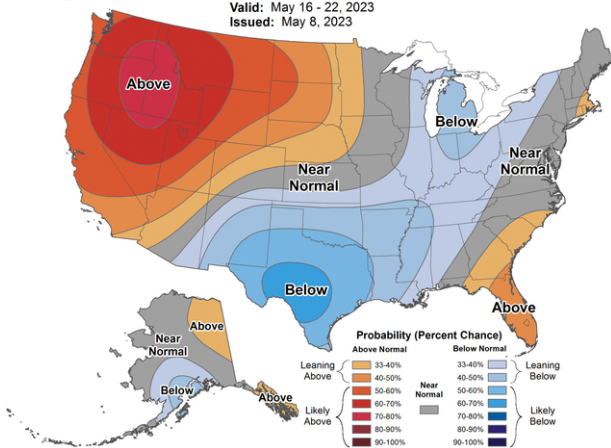 Valid: May 16 - 22, 2023
Issued: May 8, 2023
Above
Below
Near
Normal
Near
Normal
Below
Above
Above
Near
Normal
Below
Above
Probability (Percent Chance)
Above Normal
Below Normal
Leaning
Above
33-40%
40-50%
33-40%
40-50%
Leaning
Below
Near
Normal
Likely
Above
50-60%
60-70%
70-80%
80-90%
90-100%
50-60%
60-70%
70-80%
80-90%
90-100%
Likely
Below